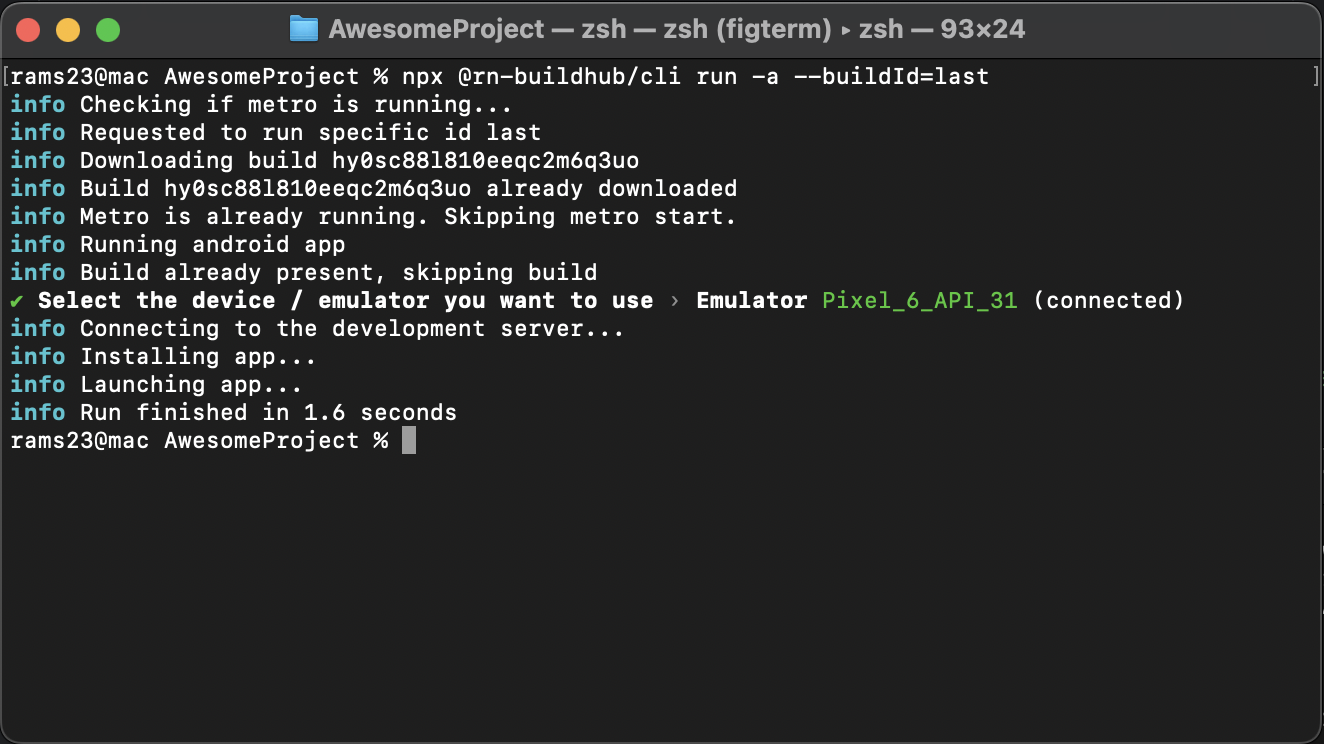 AwesomeProject — zsh — zsh (figterm) ▸ zsh — 93×24
[rams23@mac AwesomeProject % npx @rn-buildhub/cli run -a --buildId=last ]
info Checking if metro is running...
info Requested to run specific id last
info Downloading build hy0sc88l810eeqc2m6q3uo
info Build hy0sc88l810eeqc2m6q3uo already downloaded
info Metro is already running. Skipping metro start.
info Running android app
info Build already present, skipping build
✔ Select the device / emulator you want to use › Emulator Pixel_6_API_31 (connected)
info Connecting to the development server...
info Installing app...
info Launching app...
info Run finished in 1.6 seconds
rams23@mac AwesomeProject %